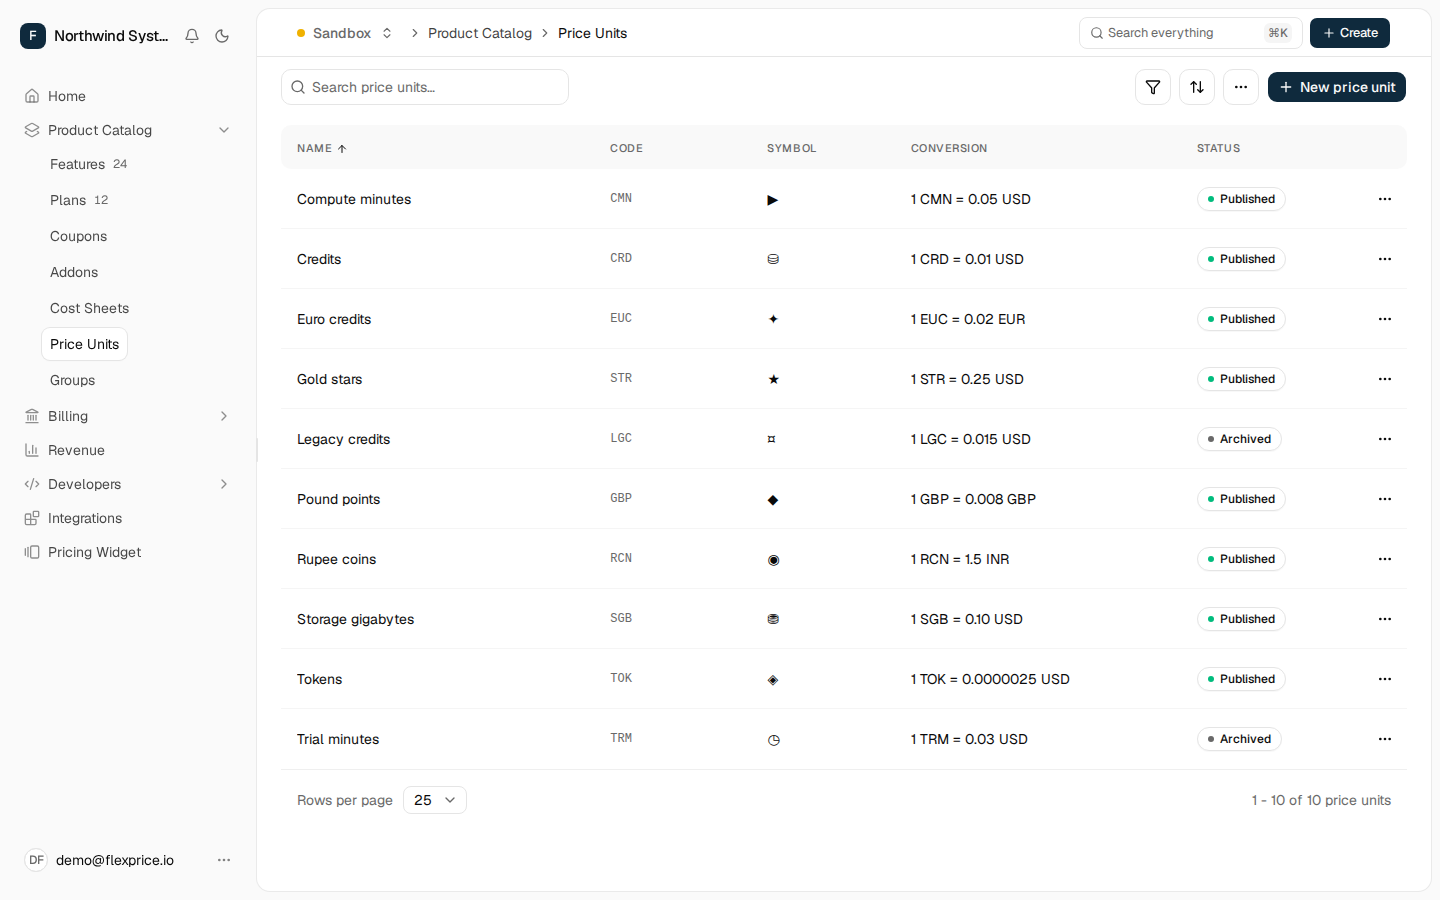 F Northwind Syst...
Sandbox Product Catalog Price Units
Search everything ⌘K
+ Create
Home
Product Catalog
Features 24
Plans 12
Coupons
Addons
Cost Sheets
Price Units
Groups
Billing
Revenue
Developers
Integrations
Pricing Widget
DF demo@flexprice.io
Search price units...
+ New price unit
NAME CODE SYMBOL CONVERSION STATUS
Compute minutes CMN ▶ 1 CMN = 0.05 USD Published
Credits CRD ⛁ 1 CRD = 0.01 USD Published
Euro credits EUC ✦ 1 EUC = 0.02 EUR Published
Gold stars STR ★ 1 STR = 0.25 USD Published
Legacy credits LGC ¤ 1 LGC = 0.015 USD Archived
Pound points GBP ◆ 1 GBP = 0.008 GBP Published
Rupee coins RCN ◉ 1 RCN = 1.5 INR Published
Storage gigabytes SGB ⛃ 1 SGB = 0.10 USD Published
Tokens TOK ◈ 1 TOK = 0.0000025 USD Published
Trial minutes TRM ◷ 1 TRM = 0.03 USD Archived
Rows per page 25
1 - 10 of 10 price units